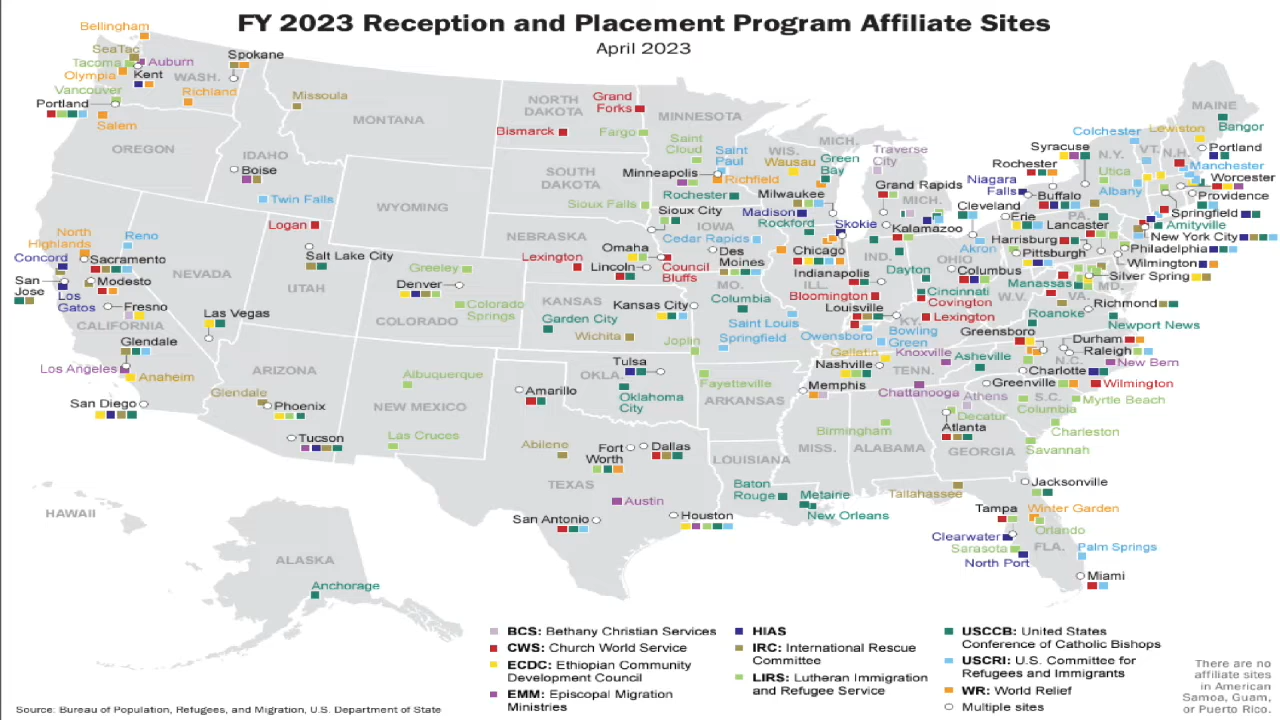 FY 2023 Reception and Placement Program Affiliate Sites
April 2023
Bellingham
SeaTac
Tacoma
Auburn
Olympia
Kent
WASH.
Spokane
Vancouver
Richland
Portland
Salem
OREGON
Missoula
MONTANA
IDAHO
Boise
Twin Falls
WYOMING
NORTH
DAKOTA
Grand
Forks
Bismarck
Fargo
MINNESOTA
Saint
Cloud
Saint
Paul
Minneapolis
Richfield
Rochester
SOUTH
DAKOTA
Sioux Falls
Sioux City
WIS.
Wausau
Green
Bay
Milwaukee
Madison
MICH.
Traverse
City
Grand Rapids
MICH.
Kalamazoo
Skokie
Rockford
Chicago
IOWA
Cedar Rapids
Des
Moines
NEBRASKA
Omaha
Lexington
Lincoln
Council
Bluffs
North
Highlands
Reno
Concord
Sacramento
San
Jose
Modesto
Los
Gatos
Fresno
NEVADA
CALIFORNIA
Las Vegas
Glendale
Los Angeles
Anaheim
San Diego
Logan
Salt Lake City
UTAH
Greeley
Denver
Colorado
Springs
COLORADO
KANSAS
Garden City
Wichita
Kansas City
MO.
Columbia
Saint Louis
Springfield
Joplin
ILL.
IND.
Indianapolis
Bloomington
Louisville
Dayton
OHIO
Columbus
Cincinnati
Covington
Lexington
KY.
Owensboro
Bowling
Green
Cleveland
Akron
Erie
Niagara
Falls
Buffalo
Rochester
Syracuse
N.Y.
Utica
Albany
Colchester
VT.
N.H.
Lewiston
MAINE
Bangor
Portland
Manchester
Worcester
Providence
Springfield
Amityville
New York City
Philadelphia
Wilmington
Silver Spring
PA.
Lancaster
Harrisburg
Pittsburgh
MD.
Manassas
W.V.
VA.
Richmond
Roanoke
Newport News
Greensboro
Durham
Raleigh
New Bern
N.C.
Charlotte
Asheville
Greenville
Wilmington
S.C.
Columbia
Myrtle Beach
Charleston
Savannah
Gallatin
Knoxville
Nashville
TENN.
Memphis
Chattanooga
Athens
Decatur
Atlanta
GEORGIA
ARIZONA
Glendale
Phoenix
Tucson
Albuquerque
NEW MEXICO
Las Cruces
Tulsa
OKLA.
Oklahoma
City
Amarillo
Fayetteville
ARKANSAS
Abilene
Fort
Worth
Dallas
TEXAS
Austin
San Antonio
Houston
LOUISIANA
Baton
Rouge
Metairie
New Orleans
MISS.
ALABAMA
Birmingham
Tallahassee
Jacksonville
Tampa
Winter Garden
Orlando
Clearwater
Sarasota
North Port
FLA.
Palm Springs
Miami
HAWAII
ALASKA
Anchorage
BCS: Bethany Christian Services
CWS: Church World Service
ECDC: Ethiopian Community
Development Council
EMM: Episcopal Migration
Ministries
HIAS
IRC: International Rescue
Committee
LIRS: Lutheran Immigration
and Refugee Service
USCCB: United States
Conference of Catholic Bishops
USCRI: U.S. Committee for
Refugees and Immigrants
WR: World Relief
Multiple sites
There are no
affiliate sites
in American
Samoa, Guam,
or Puerto Rico.
Source: Bureau of Population, Refugees, and Migration, U.S. Department of State